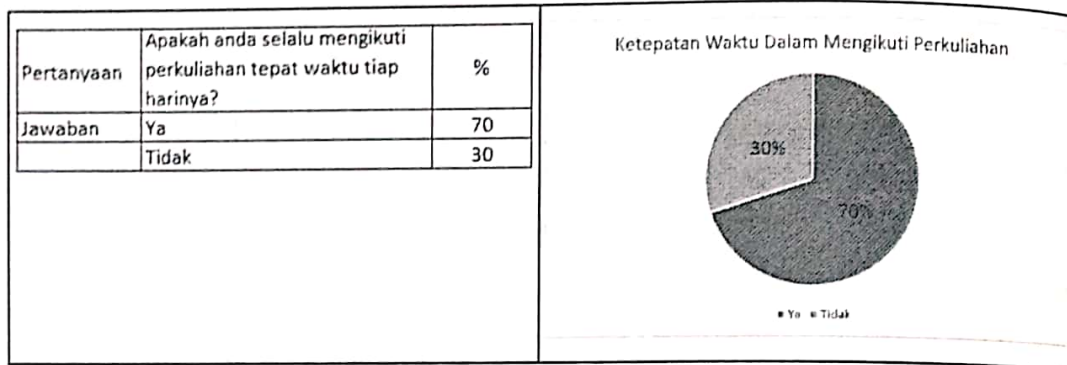 Pertanyaan
Apakah anda selalu mengikuti
perkuliahan tepat waktu tiap
harinya?
%
Jawaban
Ya
70
Tidak
30
Ketepatan Waktu Dalam Mengikuti Perkuliahan
30%
70%
Ya Tidak